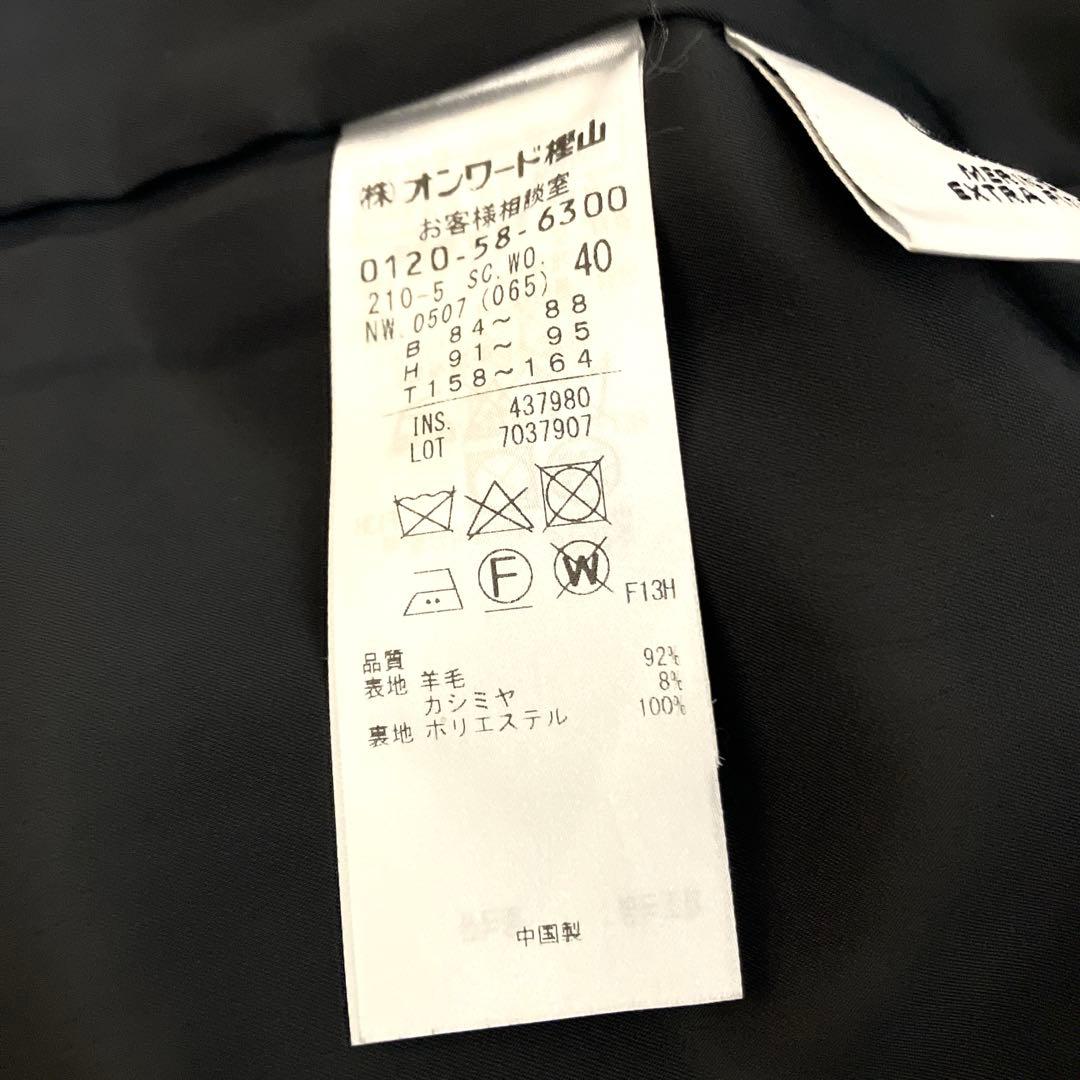 ㈱オンワード樫山
お客様相談室
0120-58-6300
210-5 SC.WO. 40
NW.0507(065)
B 84~ 88
H 91~ 95
T158~164
INS. 437980
LOT 7037907
F
W
F13H
品質
表地 羊毛 92%
カシミヤ 8%
裏地 ポリエステル 100%
中国製
EXTRA